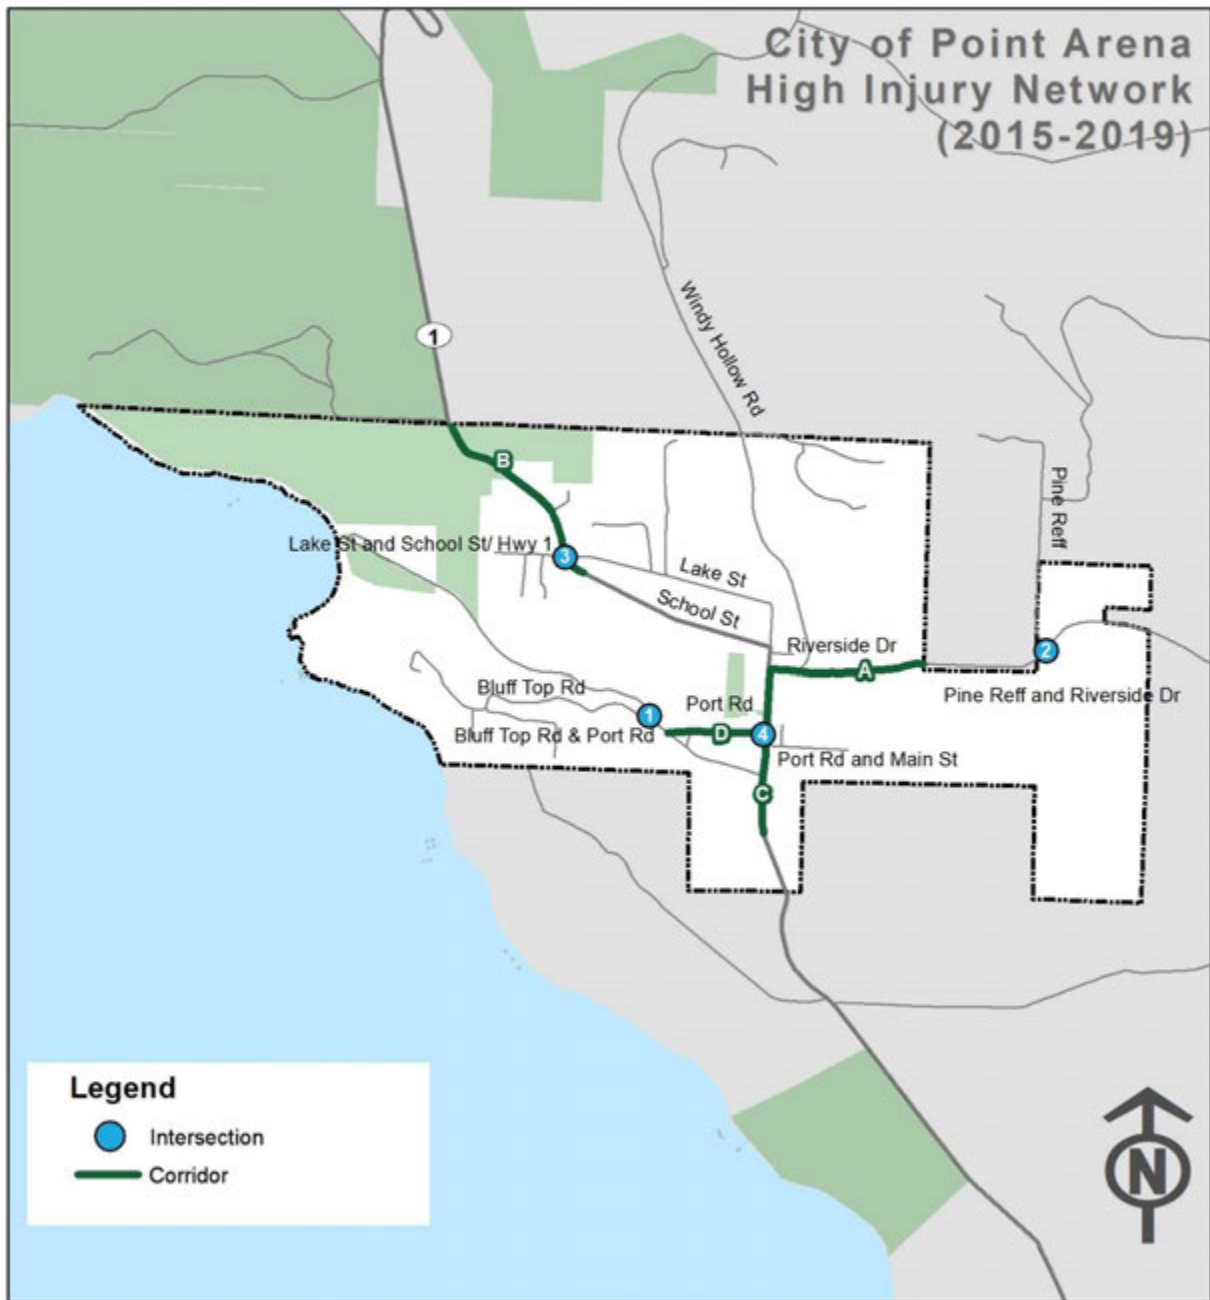 City of Point Arena
High Injury Network
(2015-2019)
Windy Hollow Rd
1
Pine Reff
B
Lake St and School St/ Hwy 1
3
Lake St
School St
Riverside Dr
A
2
Pine Reff and Riverside Dr
Bluff Top Rd
Port Rd
1
Bluff Top Rd & Port Rd
D
4
Port Rd and Main St
C
Legend
Intersection
Corridor
N